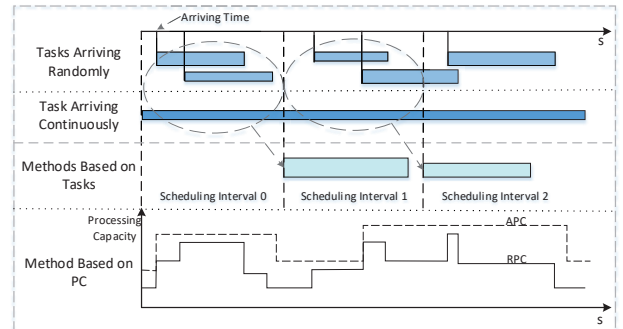 Arriving Time
Tasks Arriving
Randomly
S
Task Arriving
Continuously
Methods Based on
Tasks
Scheduling Interval 0
Scheduling Interval 1
Scheduling Interval 2
Processing
Capacity
APC
Method Based on
PC
RPC
S